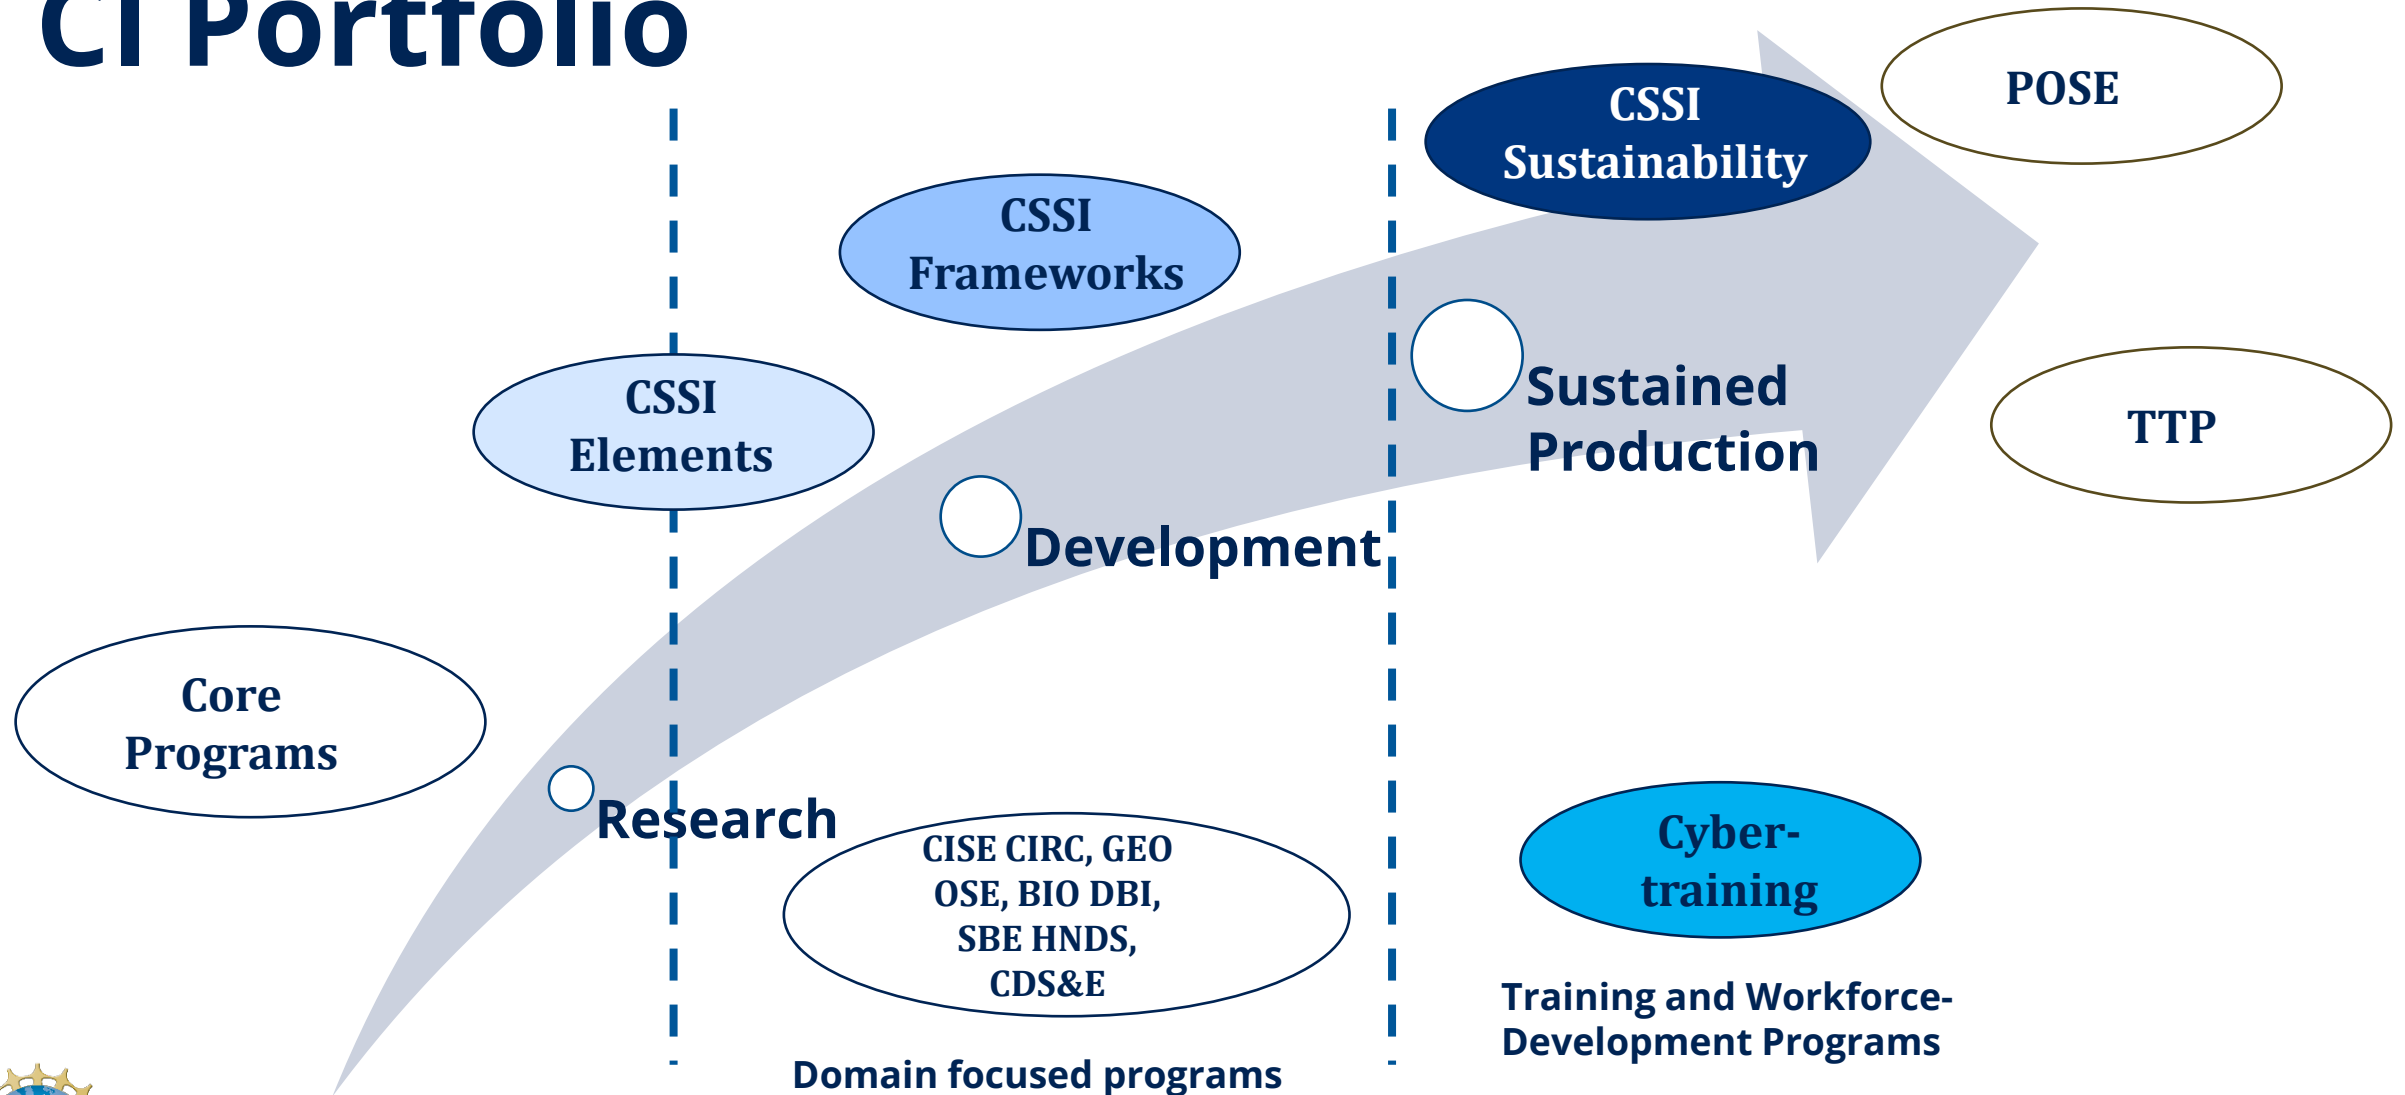 CI Portfolio
POSE
CSSI
Sustainability
CSSI
Frameworks
CSSI
Elements
Sustained
Production
TTP
Development
Core
Programs
Research
CISE CIRC, GEO
OSE, BIO DBI,
SBE HNDS,
CDS&E
Cyber-
training
Training and Workforce-
Development Programs
Domain focused programs